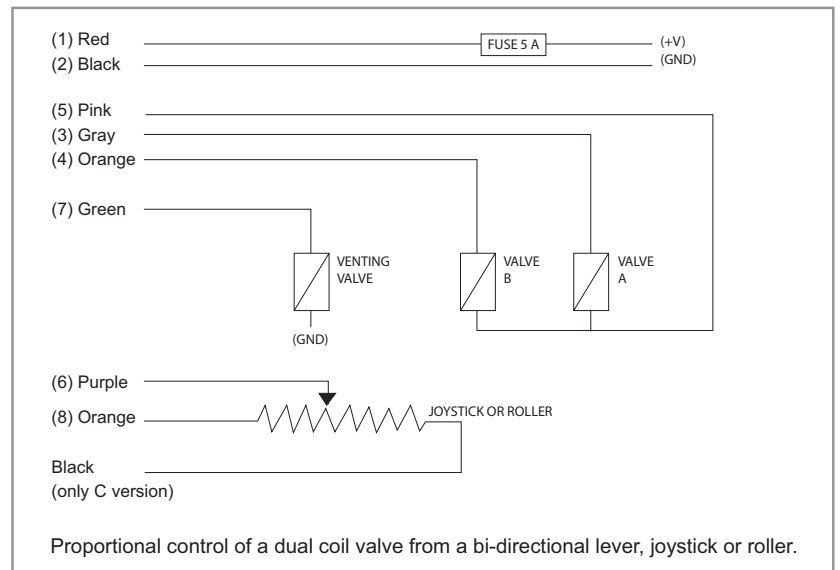 (1) Red
FUSE 5 A
(+V)
(2) Black
(GND)
(5) Pink
(3) Gray
(4) Orange
(7) Green
VENTING
VALVE
VALVE
B
VALVE
A
(GND)
(6) Purple
(8) Orange
JOYSTICK OR ROLLER
Black
(only C version)
Proportional control of a dual coil valve from a bi-directional lever, joystick or roller.